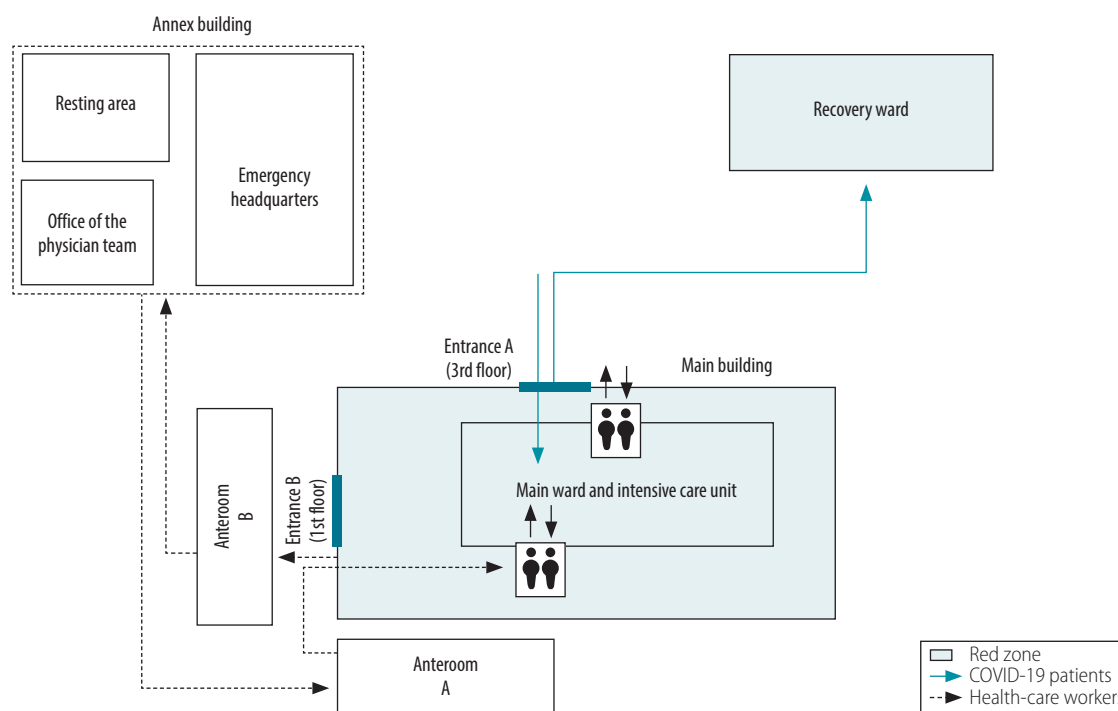 Annex building
Resting area
Emergency
headquarters
Office of the
physician team
Recovery ward
Entrance A
(3rd floor)
Main building
Anteroom
B
Entrance B
(1st floor)
Main ward and intensive care unit
Anteroom
A
Red zone
COVID-19 patients
Health-care worker